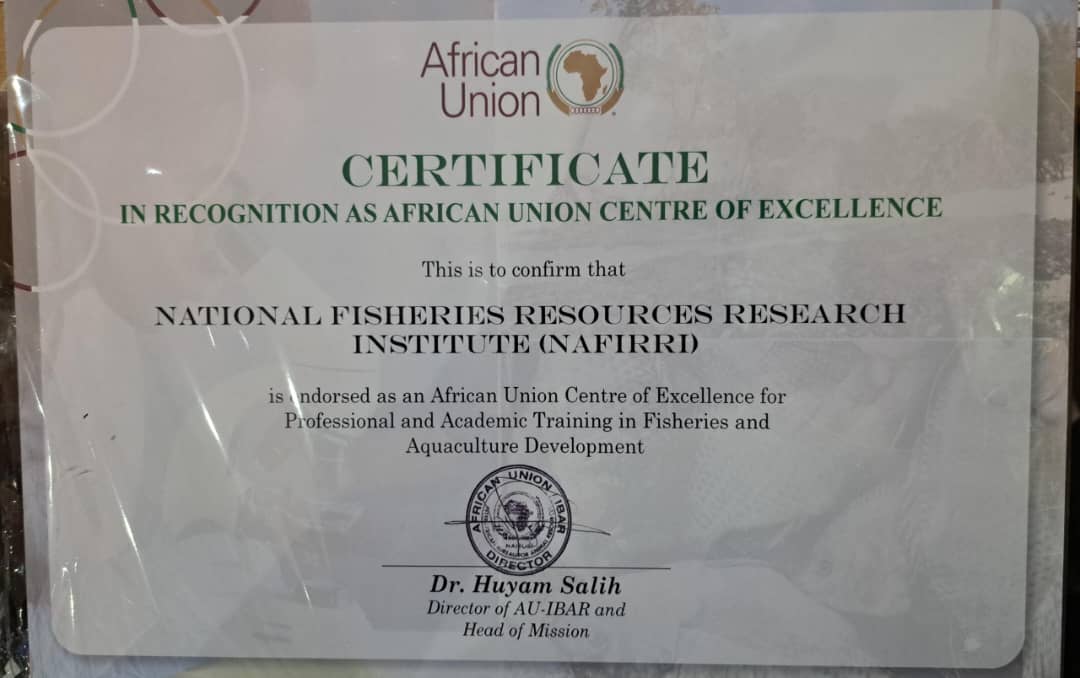 African
Union
CERTIFICATE
IN RECOGNITION AS AFRICAN UNION CENTRE OF EXCELLENCE
This is to confirm that
NATIONAL FISHERIES RESOURCES RESEARCH
INSTITUTE (NAFIRRI)
is endorsed as an African Union Centre of Excellence for
Professional and Academic Training in Fisheries and
Aquaculture Development
AFRICAN UNION IBAR
DIRECTOR
Dr. Huyam Salih
Director of AU-IBAR and
Head of Mission